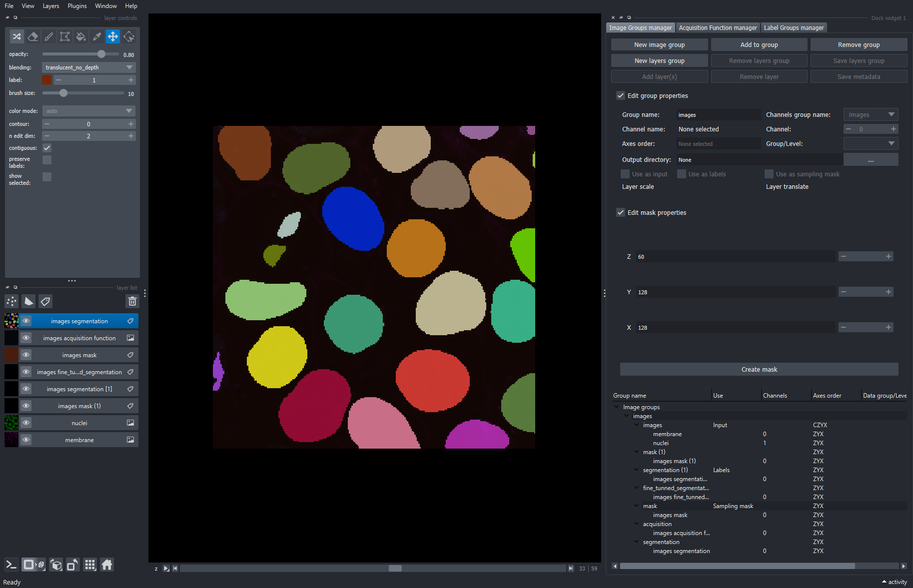 File View Layers Plugins Window Help
layer controls
opacity: 0.80
blending: translucent_no_depth
label: 1
brush size: 10
color mode: auto
contour: 0
n edit dim: 2
contiguous:
preserve labels:
show selected:
layer list
images segmentation
images acquisition function
images mask
images fine_tu...d_segmentation
images segmentation [1]
images mask (1)
nuclei
membrane
z 33 59
Ready
Dock widget 1
Image Groups manager Acquisition Function manager Label Groups manager
New image group Add to group Remove group
New layers group Remove layers group Save layers group
Add layer(s) Remove layer Save metadata
Edit group properties
Group name: images Channels group name: images
Channel name: None selected Channel: 0
Axes order: None selected Group/Level:
Output directory: None ...
Use as input Use as labels Use as sampling mask
Layer scale Layer translate
Edit mask properties
Z 60
Y 128
X 128
Create mask
Group name Use Channels Axes order Data group/Leve
Image groups
images
images Input CZYX
membrane 0 ZYX
nuclei 1 ZYX
mask (1) ZYX
images mask (1) 0 ZYX
segmentation (1) Labels ZYX
images segmentati... 0 ZYX
fine_tunned_segmentat... ZYX
images fine_tunned... 0 ZYX
mask Sampling mask ZYX
images mask 0 ZYX
acquisition ZYX
images acquisition f... 0 ZYX
segmentation ZYX
images segmentation 0 ZYX
activity